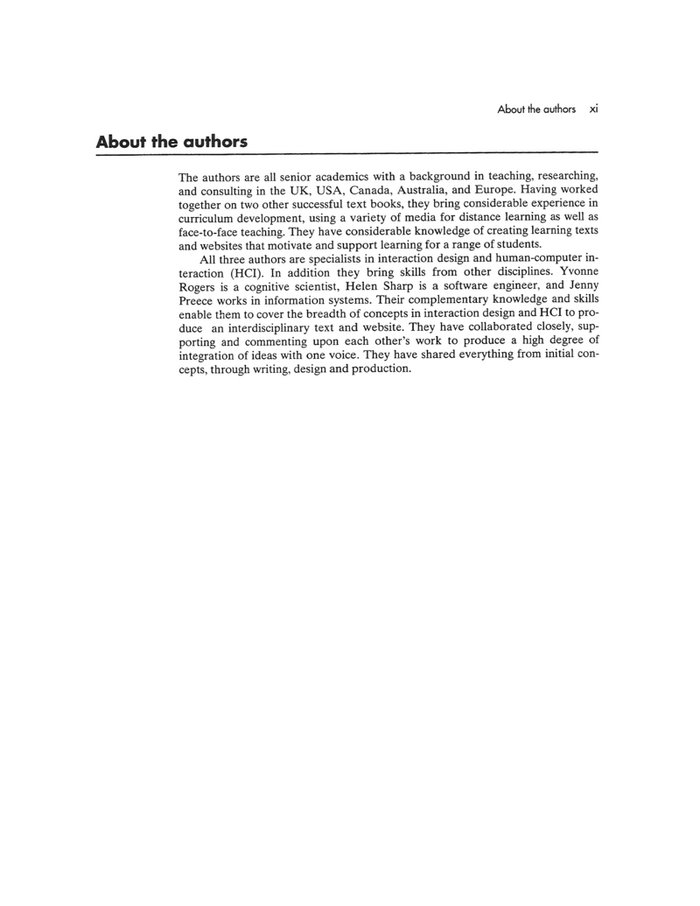 About the authors xi
About the authors
The authors are all senior academics with a background in teaching, researching,
and consulting in the UK, USA, Canada, Australia, and Europe. Having worked
together on two other successful text books, they bring considerable experience in
curriculum development, using a variety of media for distance learning as well as
face-to-face teaching. They have considerable knowledge of creating learning texts
and websites that motivate and support learning for a range of students.
All three authors are specialists in interaction design and human-computer in-
teraction (HCI). In addition they bring skills from other disciplines. Yvonne
Rogers is a cognitive scientist, Helen Sharp is a software engineer, and Jenny
Preece works in information systems. Their complementary knowledge and skills
enable them to cover the breadth of concepts in interaction design and HCI to pro-
duce an interdisciplinary text and website. They have collaborated closely, sup-
porting and commenting upon each other's work to produce a high degree of
integration of ideas with one voice. They have shared everything from initial con-
cepts, through writing, design and production.